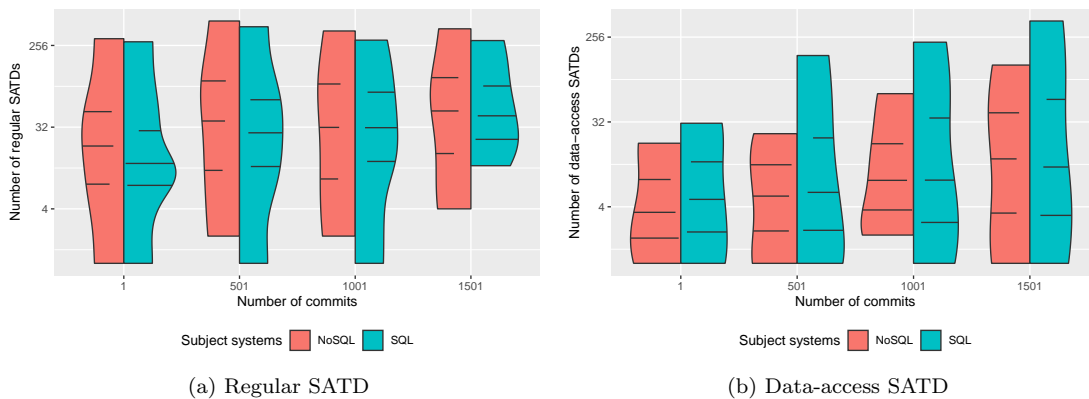 Number of regular SATDs
256
32
4
1
501
1001
1501
Number of commits
Subject systems NoSQL SQL
(a) Regular SATD
Number of data-access SATDs
256
32
4
1
501
1001
1501
Number of commits
Subject systems NoSQL SQL
(b) Data-access SATD